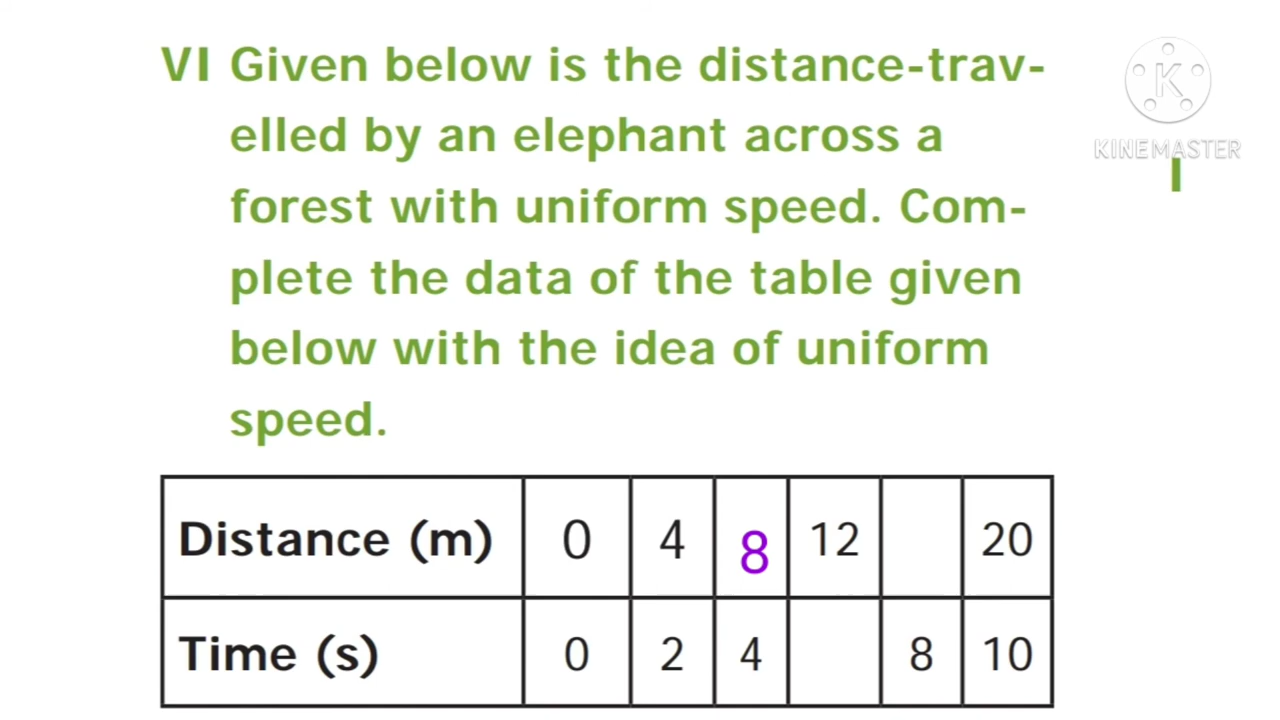 VI Given below is the distance-trav-
elled by an elephant across a
forest with uniform speed. Com-
plete the data of the table given
below with the idea of uniform
speed.
K
KINEMASTER
I
Distance (m) 0 4 8 12 20
Time (s) 0 2 4 8 10